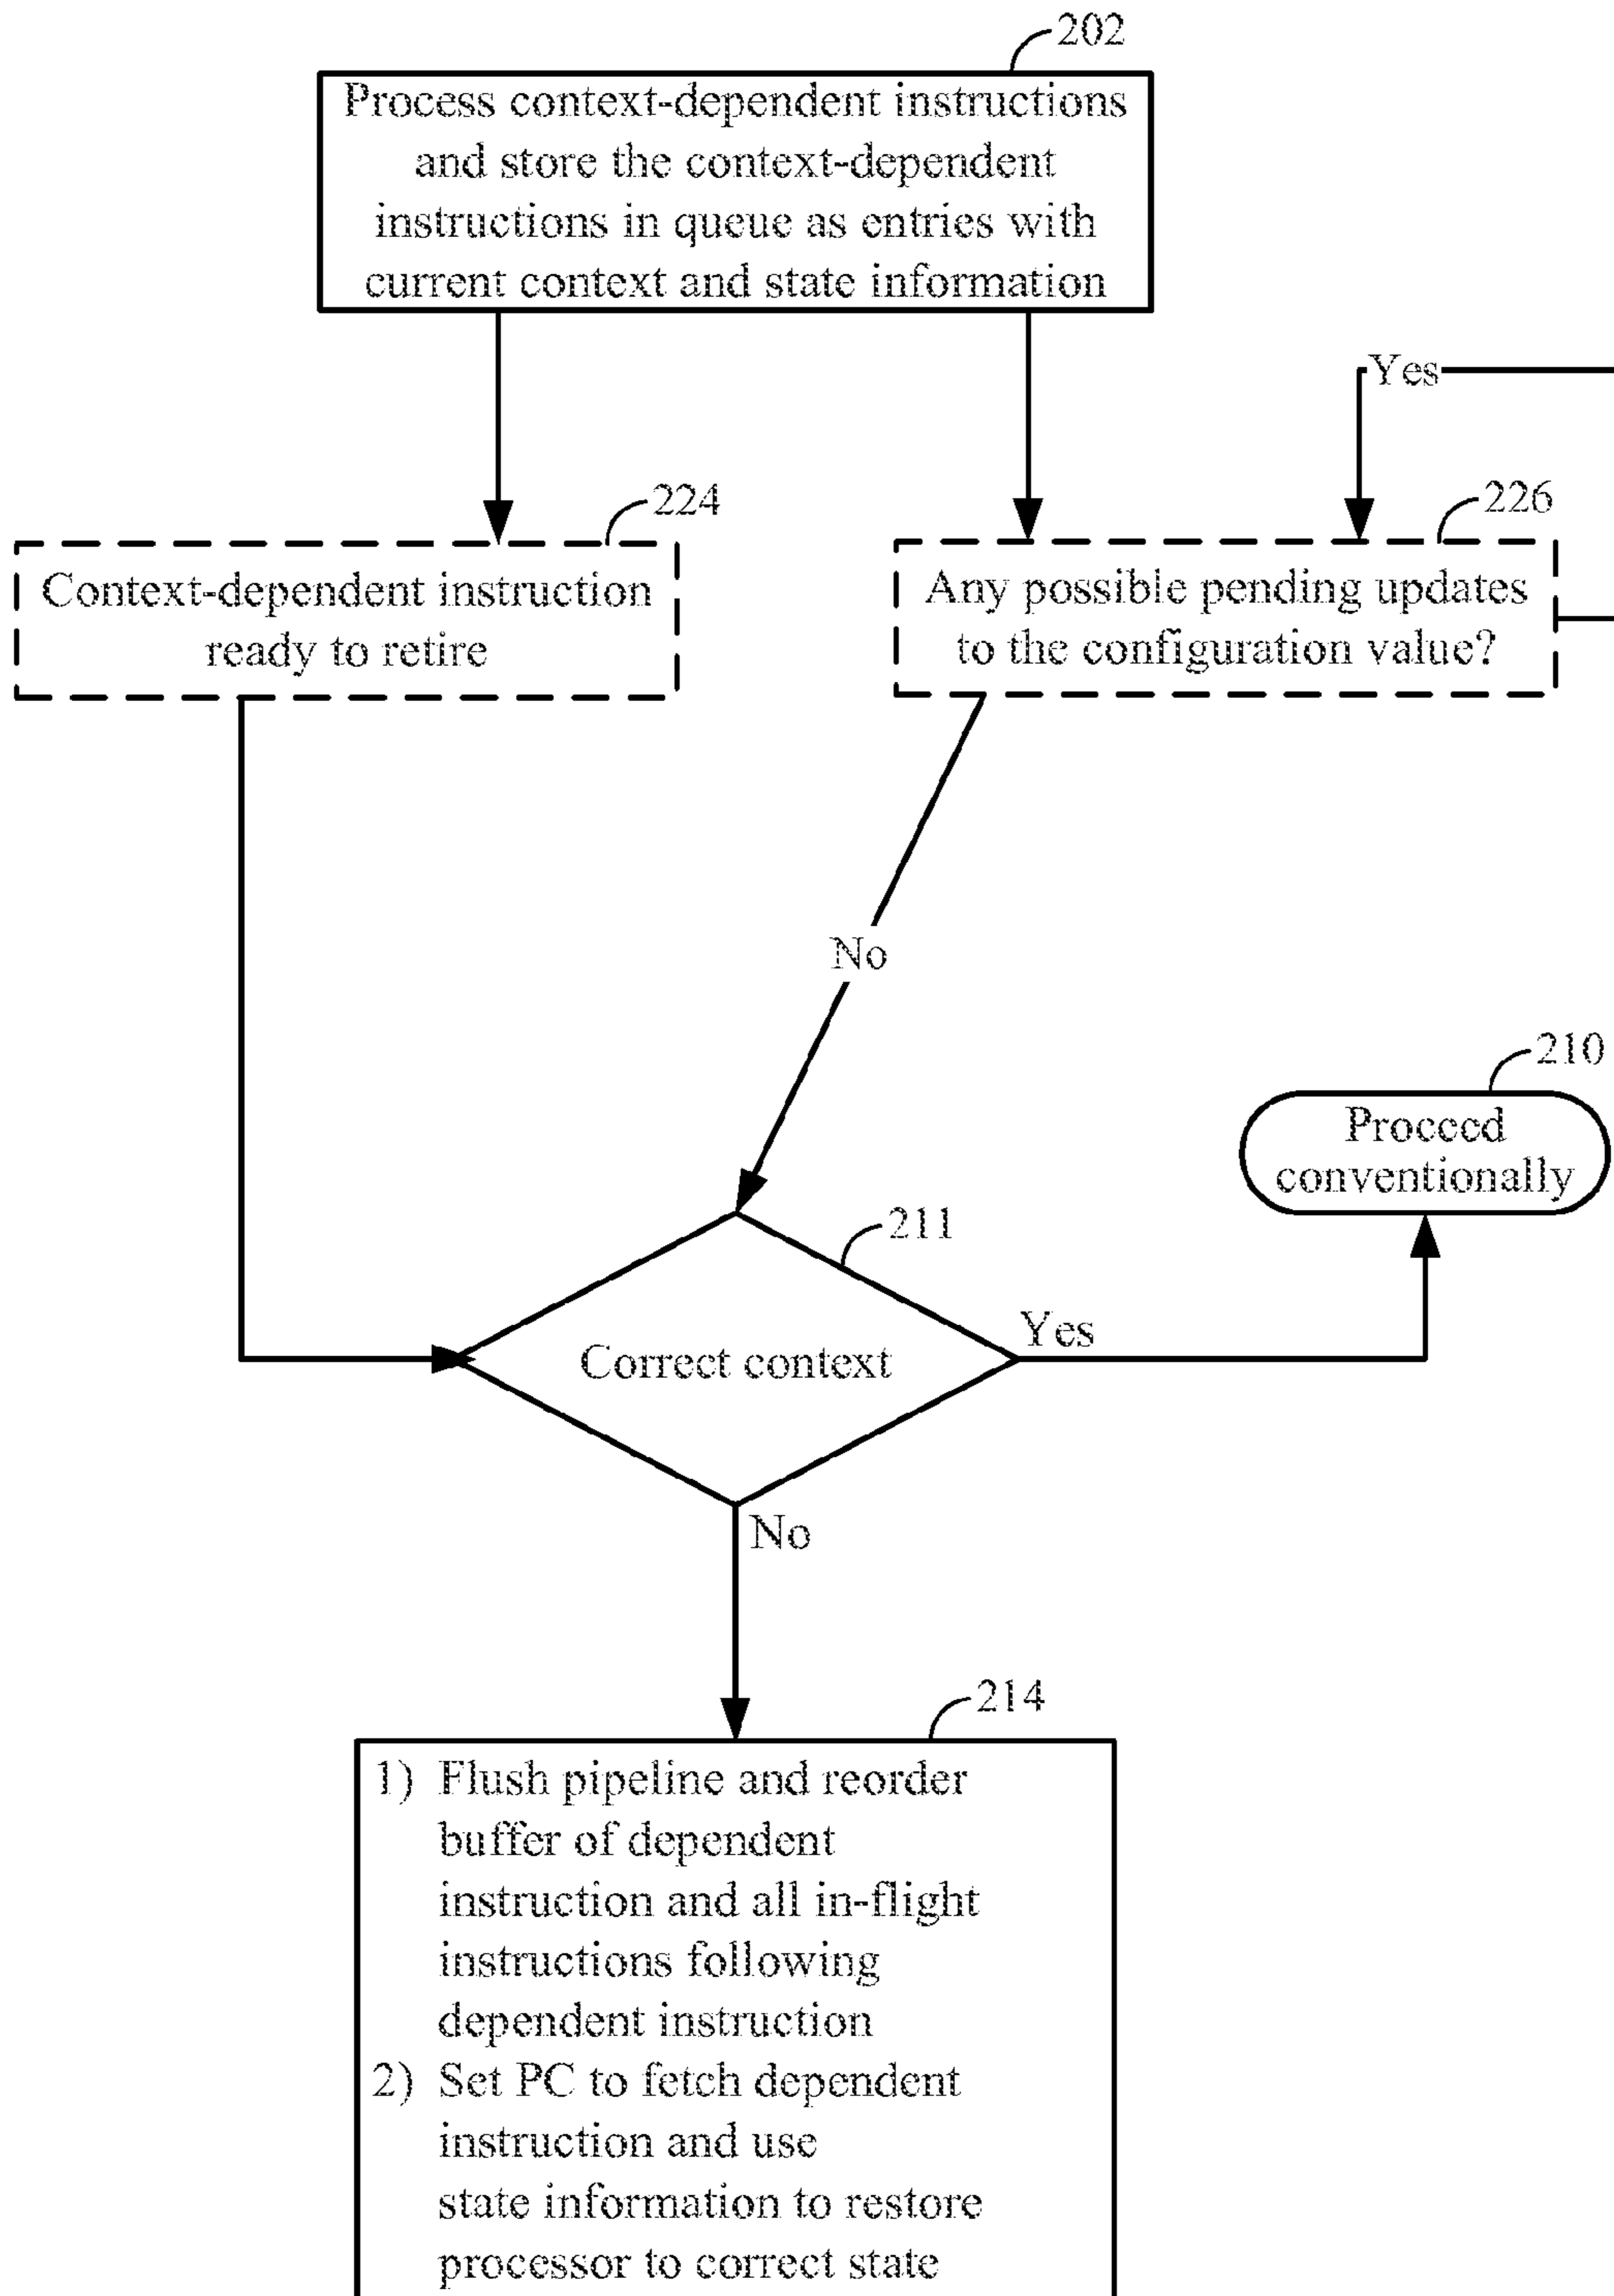 202
Process context-dependent instructions
and store the context-dependent
instructions in queue as entries with
current context and state information
Yes
224
Context-dependent instruction
ready to retire
226
Any possible pending updates
to the configuration value?
No
210
Proceed
conventionally
211
Correct context
Yes
No
214
1) Flush pipeline and reorder
buffer of dependent
instruction and all in-flight
instructions following
dependent instruction
2) Set PC to fetch dependent
instruction and use
state information to restore
processor to correct state